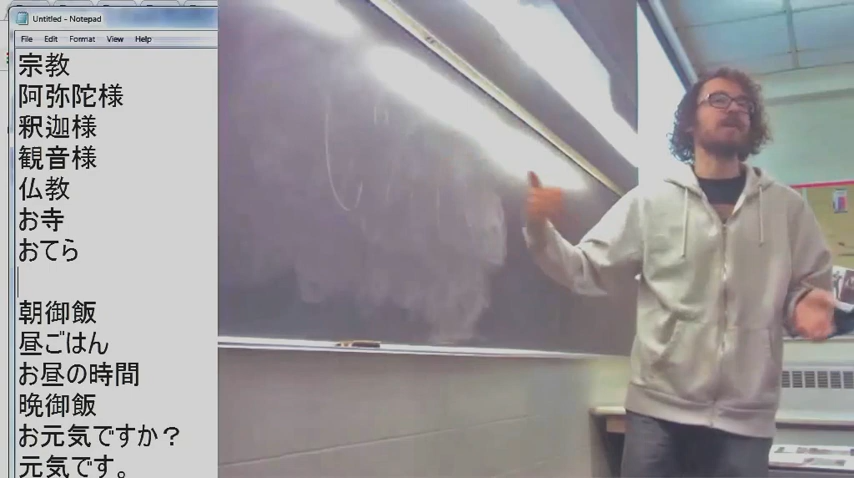 Untitled - Notepad
File Edit Format View Help
宗教
阿弥陀様
釈迦様
観音様
仏教
お寺
おてら
朝御飯
昼ごはん
お昼の時間
晩御飯
お元気ですか？
元気です。